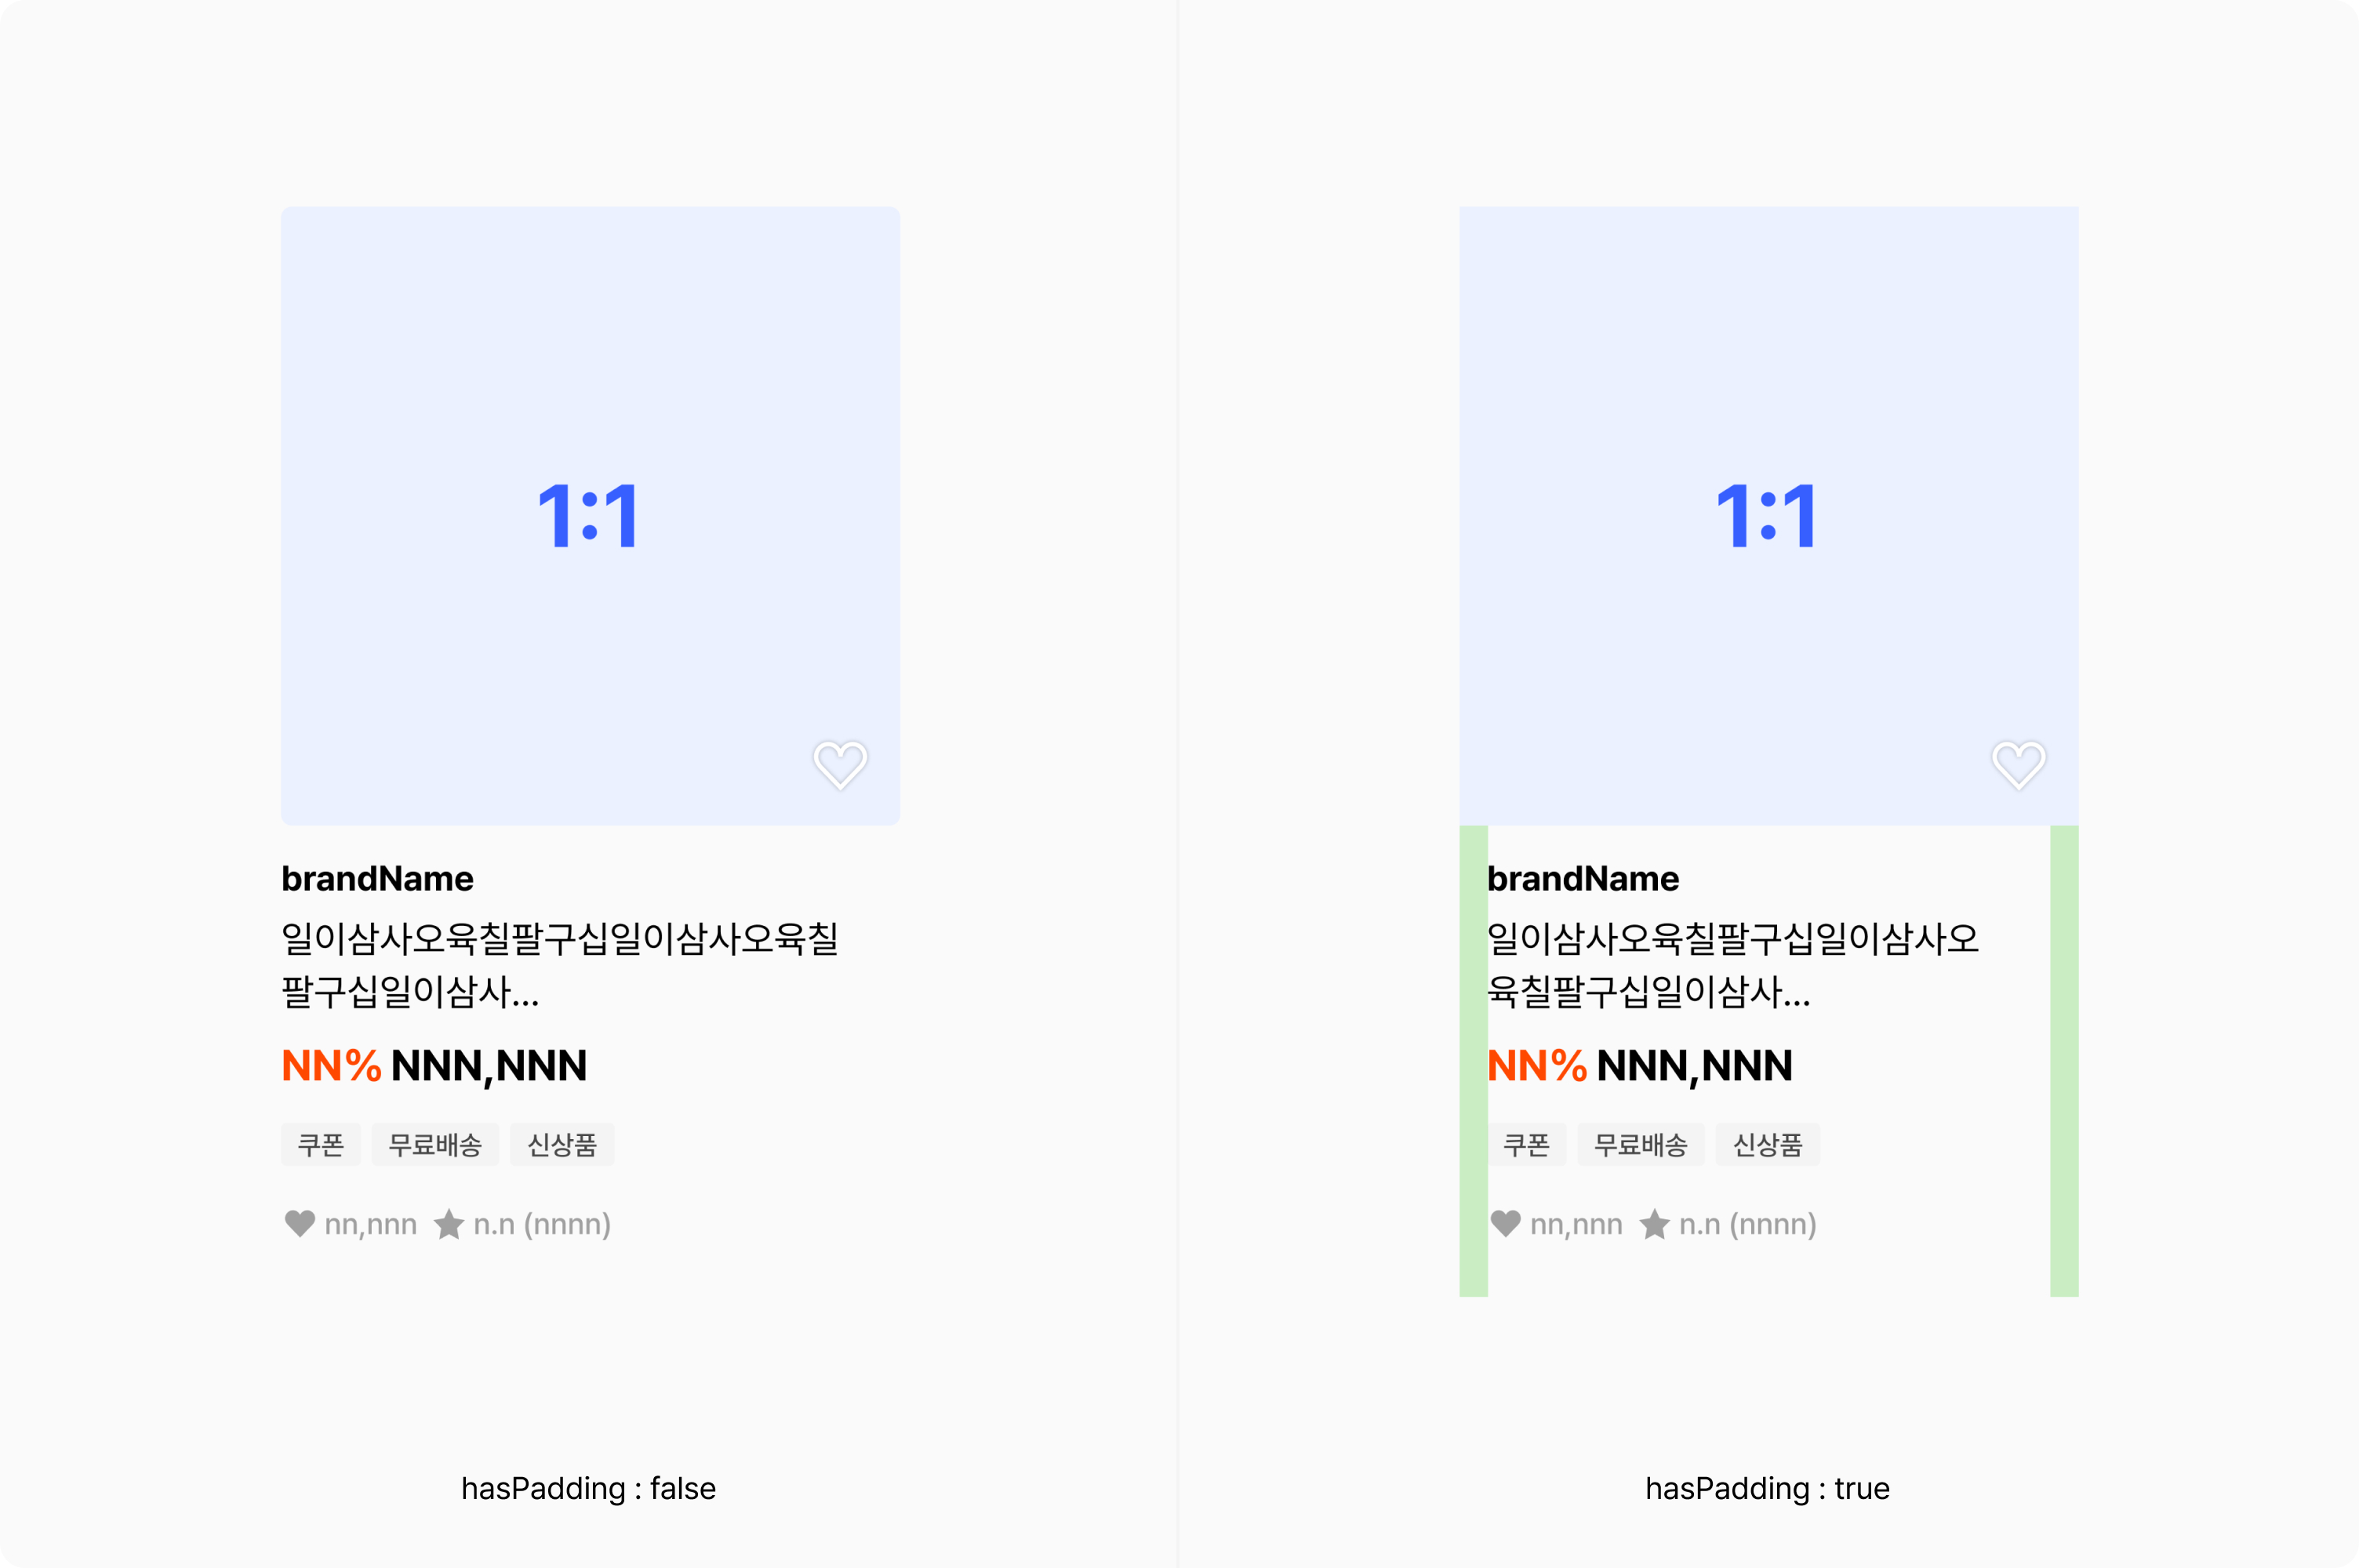 1:1
brandName
일이삼사오육칠팔구십일이삼사오육칠
팔구십일이삼사...
NN% NNN,NNN
쿠폰 무료배송 신상품
nn,nnn n.n (nnnn)
hasPadding : false
1:1
brandName
일이삼사오육칠팔구십일이삼사오
육칠팔구십일이삼사...
NN% NNN,NNN
쿠폰 무료배송 신상품
nn,nnn n.n (nnnn)
hasPadding : true